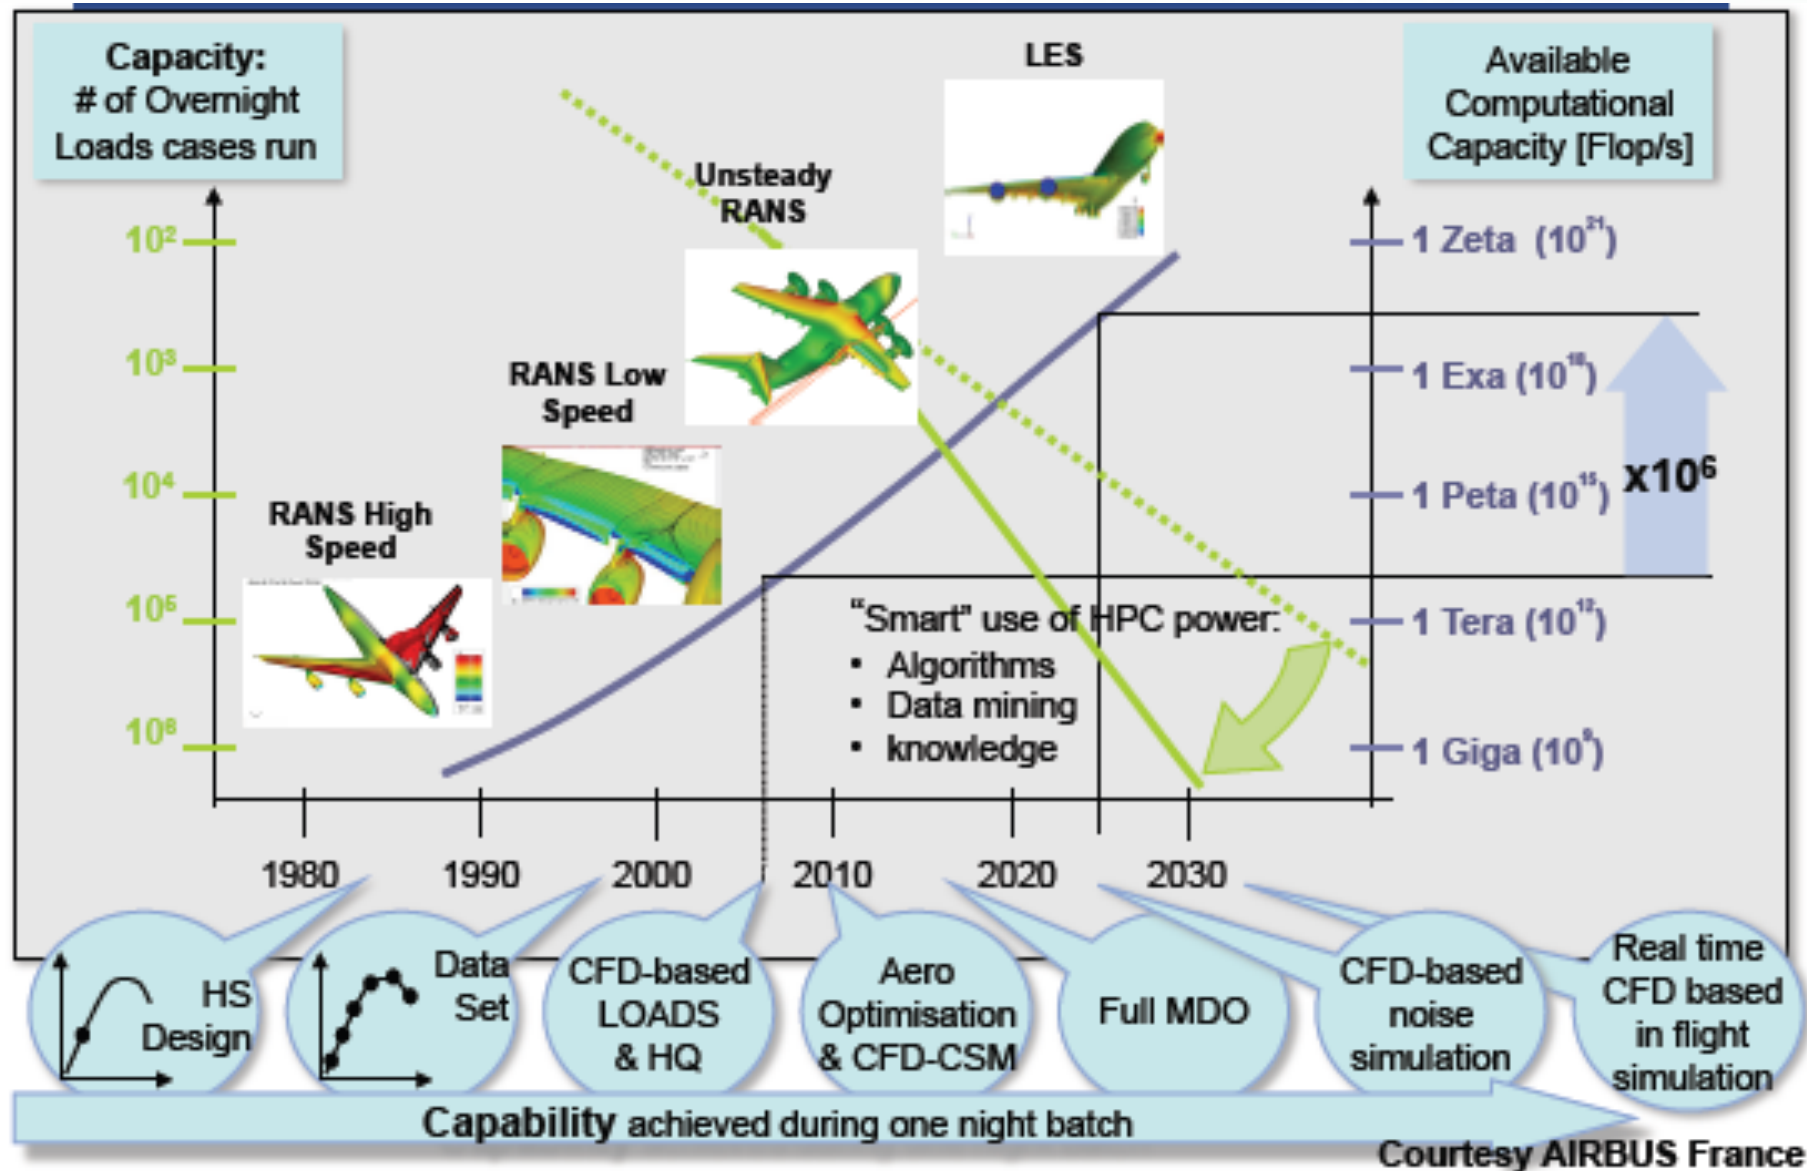 Capacity:
# of Overnight
Loads cases run
LES
Available
Computational
Capacity [Flop/s]
Unsteady
RANS
RANS Low
Speed
RANS High
Speed
10²
10³
10⁴
10⁵
10⁶
1 Zeta (10²¹)
1 Exa (10¹⁸)
1 Peta (10¹⁵)
1 Tera (10¹²)
1 Giga (10⁹)
x10⁶
“Smart” use of HPC power:
▪ Algorithms
▪ Data mining
▪ knowledge
1980
1990
2000
2010
2020
2030
HS
Design
Data
Set
CFD-based
LOADS
& HQ
Aero
Optimisation
& CFD-CSM
Full MDO
CFD-based
noise
simulation
Real time
CFD based
in flight
simulation
Capability achieved during one night batch
Courtesy AIRBUS France